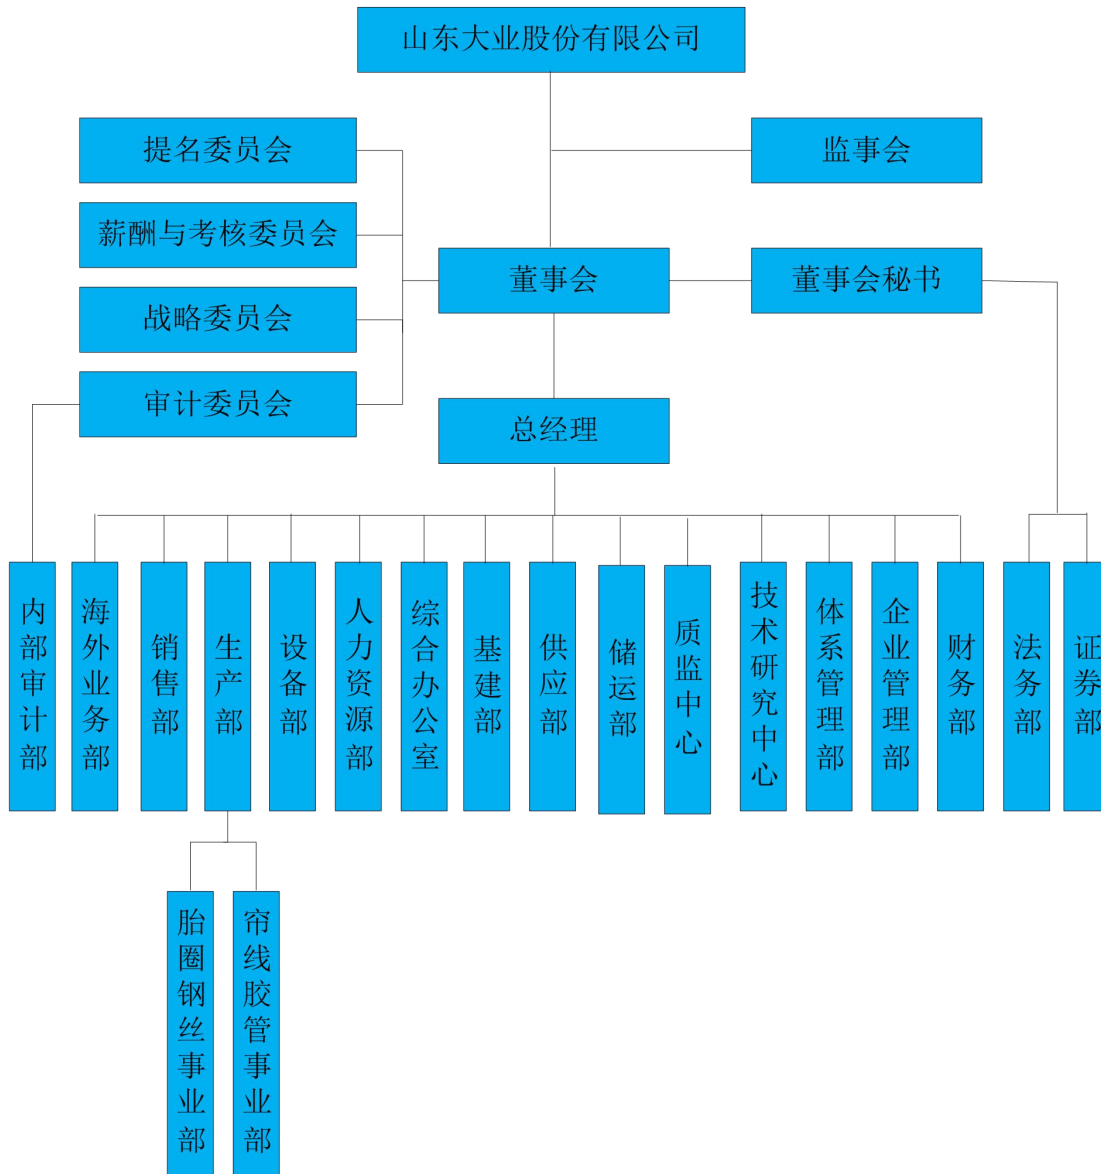 山东大业股份有限公司
提名委员会
监事会
薪酬与考核委员会
董事会
董事会秘书
战略委员会
审计委员会
总经理
内部审计部
海外业务部
销售部
生产部
设备部
人力资源部
综合办公室
基建部
供应部
储运部
质监中心
技术研究中心
体系管理部
企业管理部
财务部
法务部
证券部
胎圈钢丝事业部
帘线胶管事业部